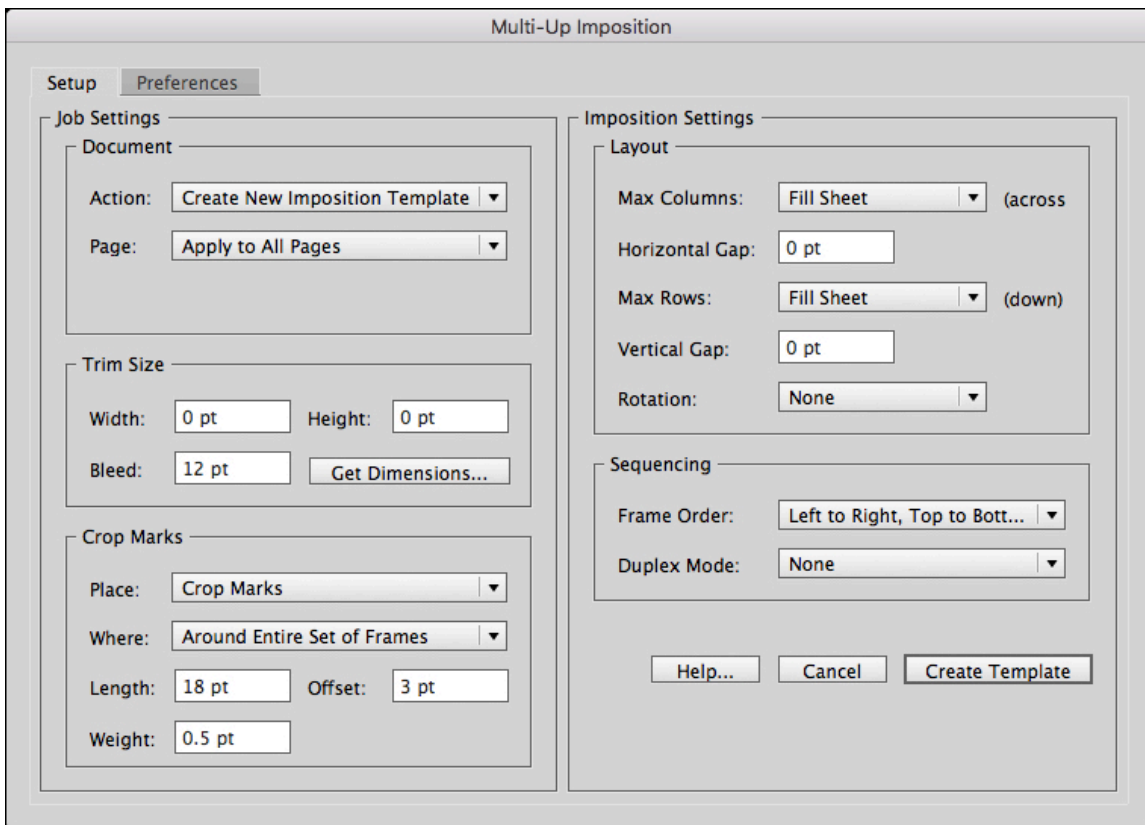 Multi-Up Imposition
Setup
Preferences
Job Settings
Document
Action: Create New Imposition Template
Page: Apply to All Pages
Trim Size
Width: 0 pt Height: 0 pt
Bleed: 12 pt Get Dimensions...
Crop Marks
Place: Crop Marks
Where: Around Entire Set of Frames
Length: 18 pt Offset: 3 pt
Weight: 0.5 pt
Imposition Settings
Layout
Max Columns: Fill Sheet (across
Horizontal Gap: 0 pt
Max Rows: Fill Sheet (down)
Vertical Gap: 0 pt
Rotation: None
Sequencing
Frame Order: Left to Right, Top to Bott...
Duplex Mode: None
Help... Cancel Create Template